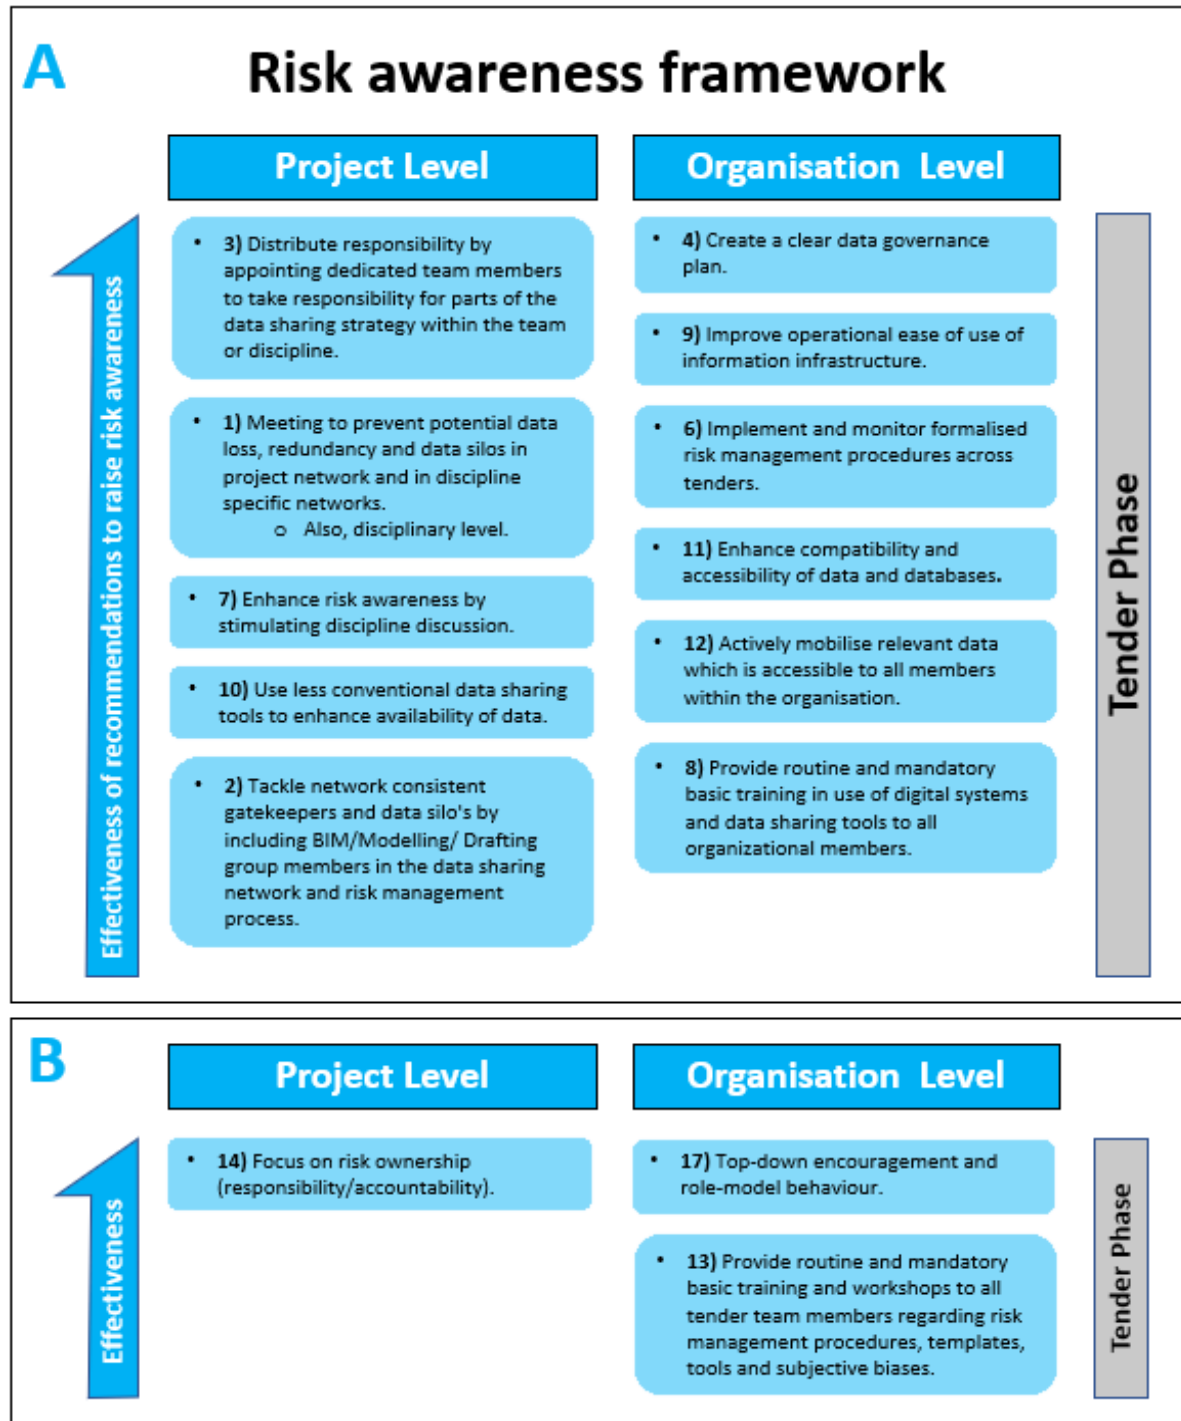 A
Risk awareness framework
Project Level
Organisation Level
Effectiveness of recommendations to raise risk awareness
• 3) Distribute responsibility by
appointing dedicated team members
to take responsibility for parts of the
data sharing strategy within the team
or discipline.
• 1) Meeting to prevent potential data
loss, redundancy and data silos in
project network and in discipline
specific networks.
o Also, disciplinary level.
• 7) Enhance risk awareness by
stimulating discipline discussion.
• 10) Use less conventional data sharing
tools to enhance availability of data.
• 2) Tackle network consistent
gatekeepers and data silo's by
including BIM/Modelling/ Drafting
group members in the data sharing
network and risk management
process.
• 4) Create a clear data governance
plan.
• 9) Improve operational ease of use of
information infrastructure.
• 6) Implement and monitor formalised
risk management procedures across
tenders.
• 11) Enhance compatibility and
accessibility of data and databases.
• 12) Actively mobilise relevant data
which is accessible to all members
within the organisation.
• 8) Provide routine and mandatory
basic training in use of digital systems
and data sharing tools to all
organizational members.
Tender Phase
B
Project Level
Organisation Level
Effectiveness
• 14) Focus on risk ownership
(responsibility/accountability).
• 17) Top-down encouragement and
role-model behaviour.
• 13) Provide routine and mandatory
basic training and workshops to all
tender team members regarding risk
management procedures, templates,
tools and subjective biases.
Tender Phase